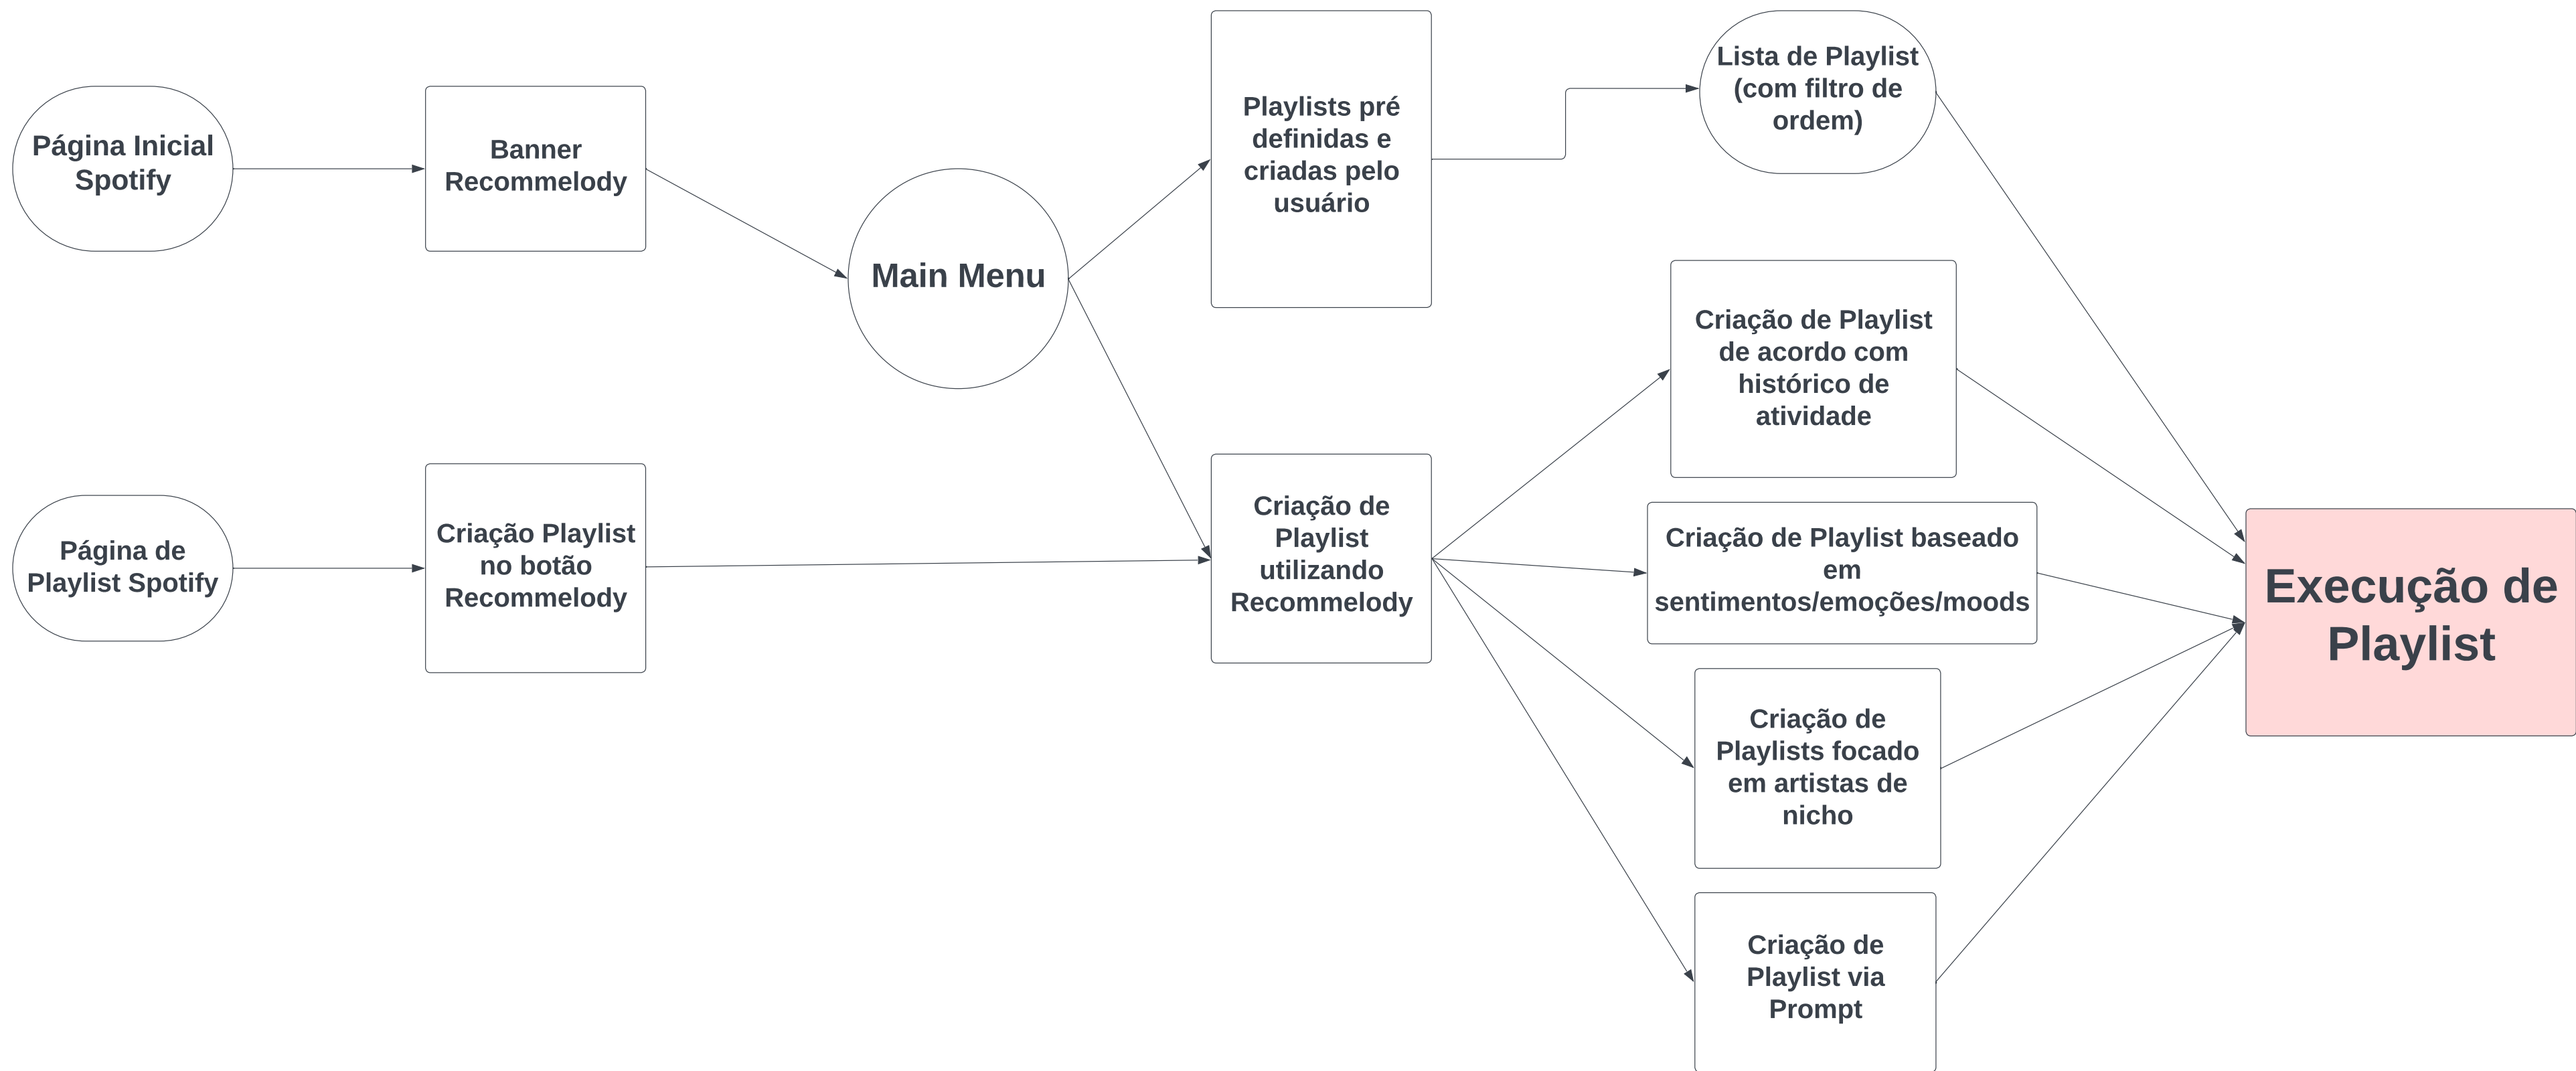 Página Inicial
Spotify
Banner
Recommelody
Main Menu
Playlists pré
definidas e
criadas pelo
usuário
Lista de Playlist
(com filtro de
ordem)
Página de
Playlist Spotify
Criação Playlist
no botão
Recommelody
Criação de
Playlist
utilizando
Recommelody
Criação de Playlist
de acordo com
histórico de
atividade
Criação de Playlist baseado
em
sentimentos/emoções/moods
Criação de
Playlists focado
em artistas de
nicho
Criação de
Playlist via
Prompt
Execução de
Playlist